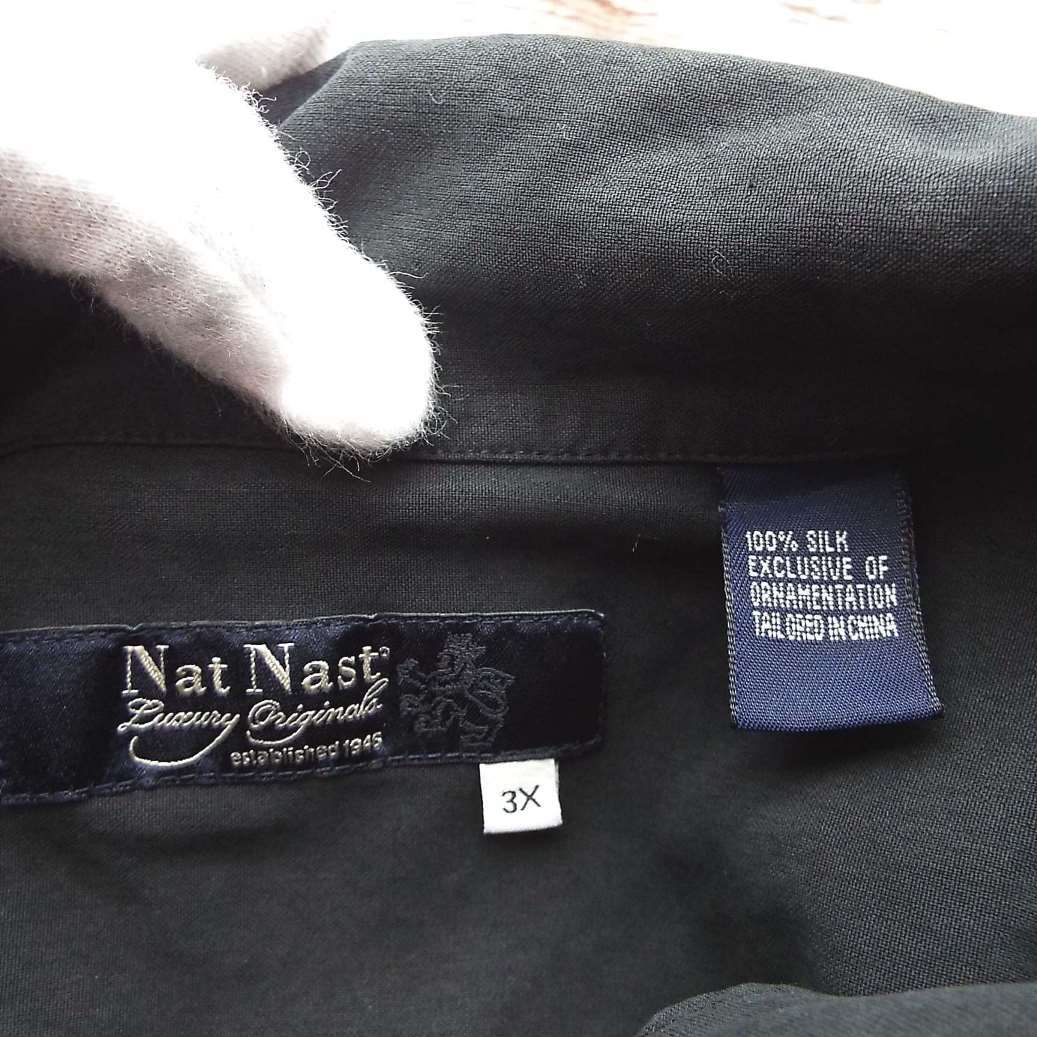 100% SILK
EXCLUSIVE OF
ORNAMENTATION
TAILORED IN CHINA
Nat Nast®
Luxury Originals
established 1946
3X